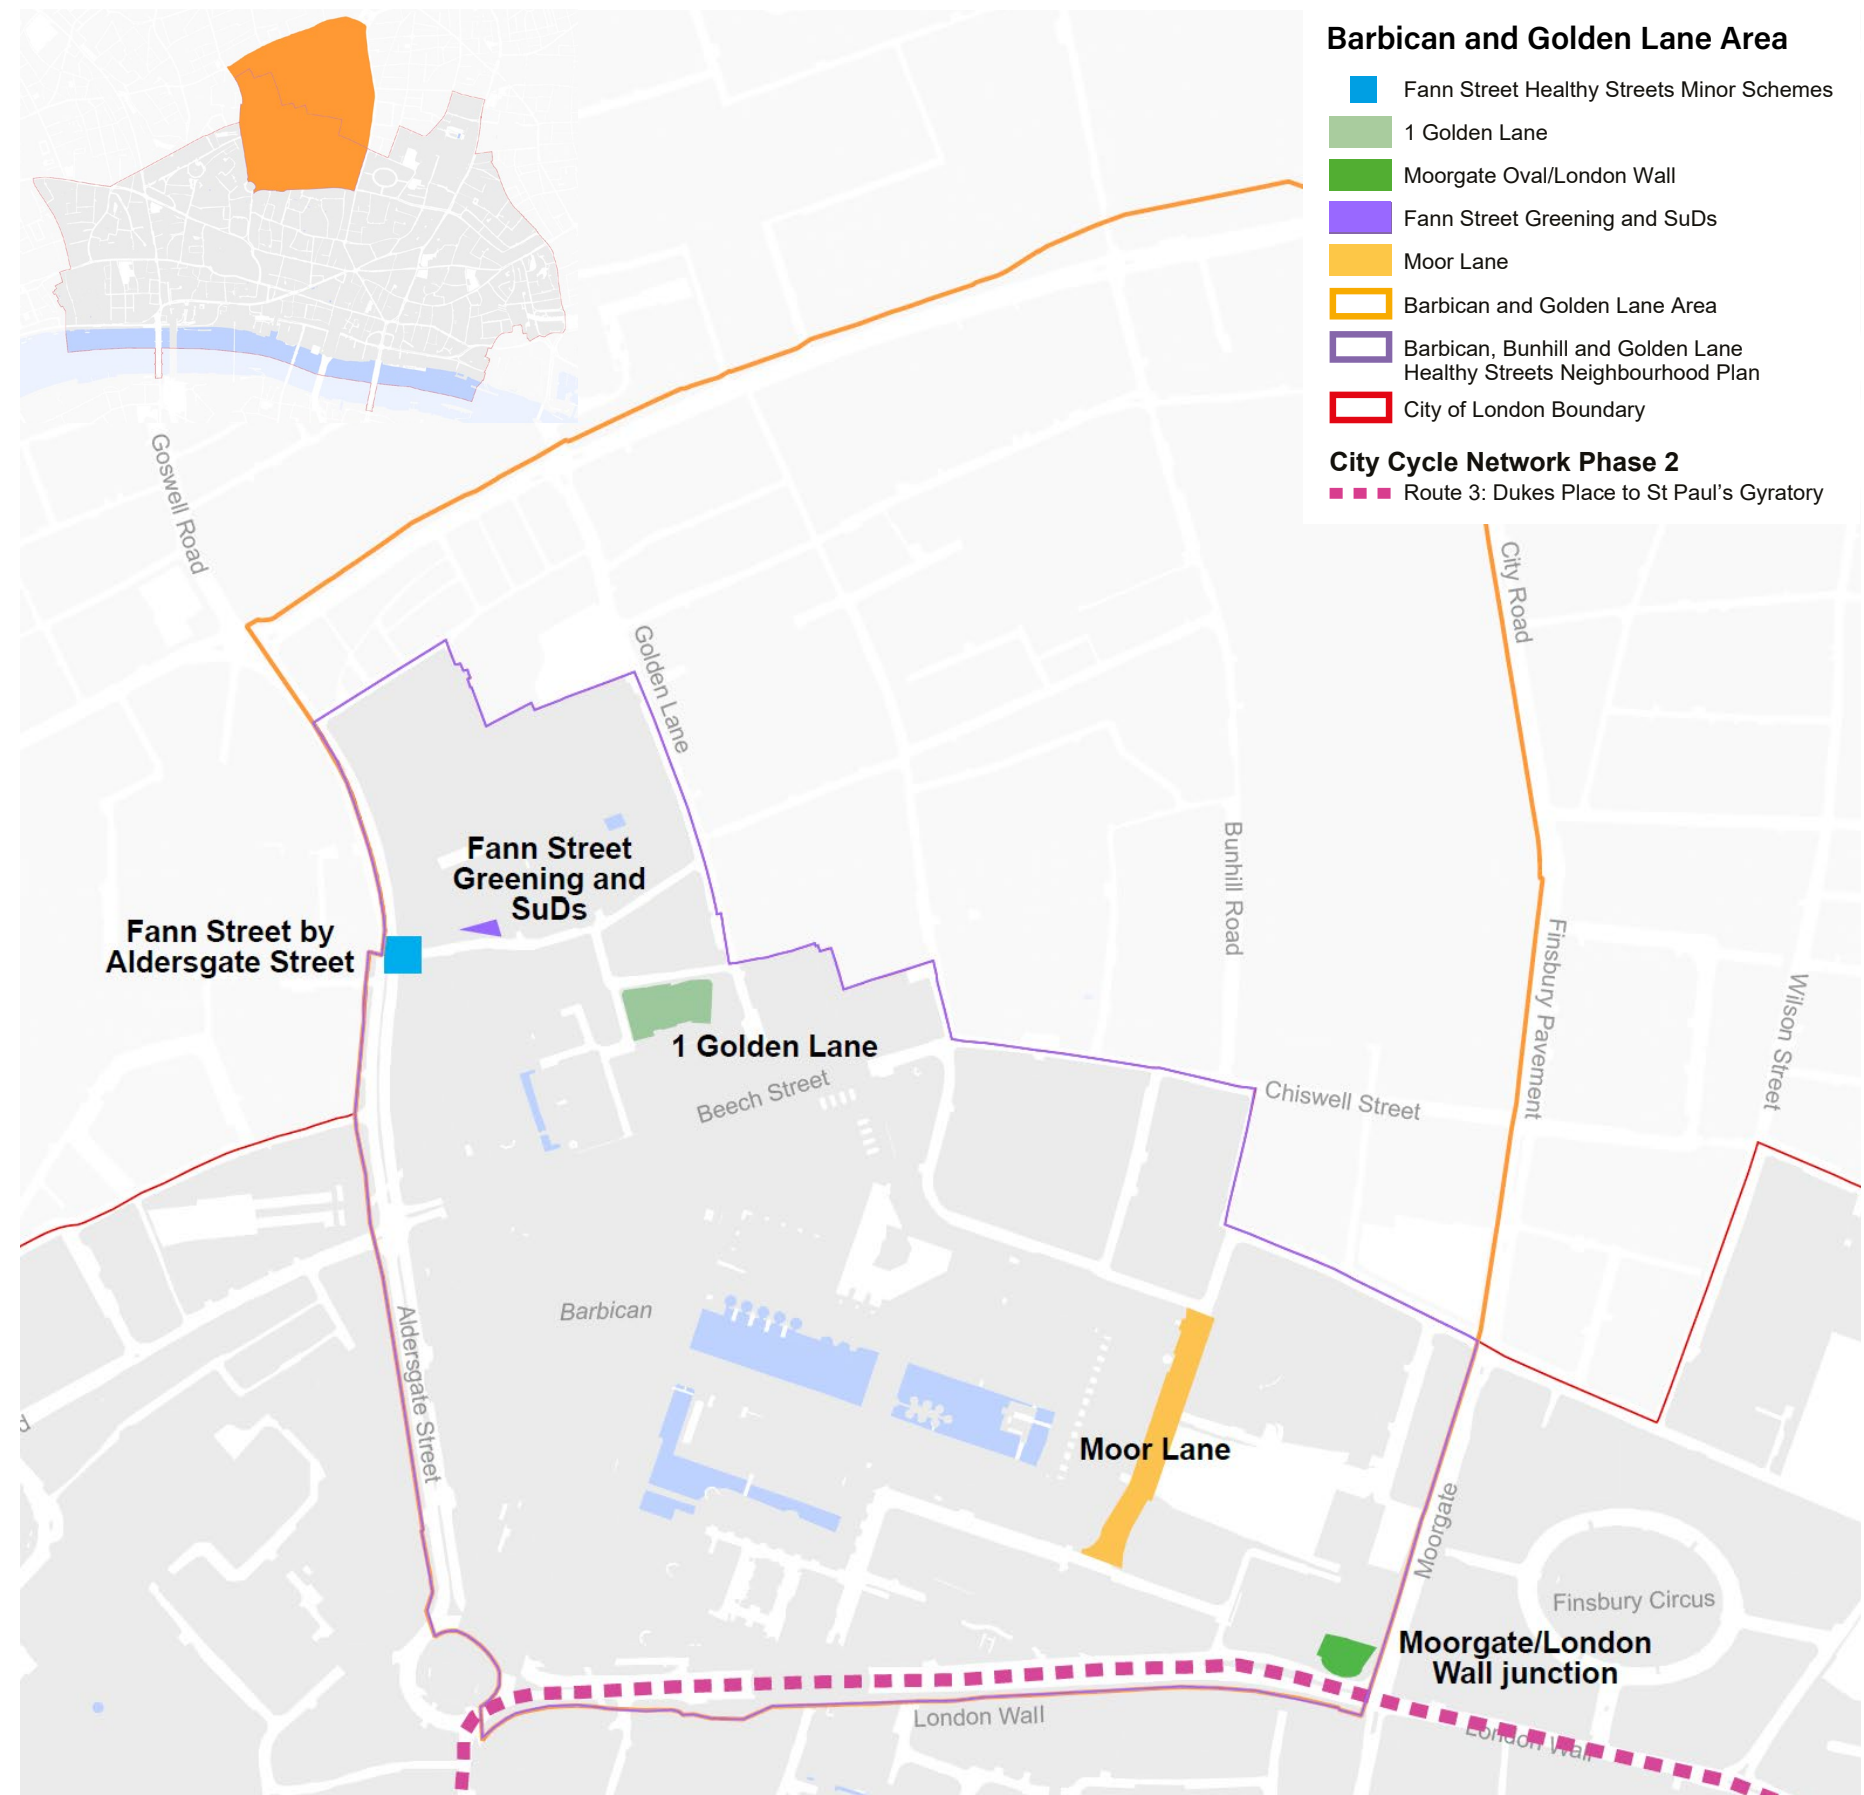 Barbican and Golden Lane Area
Fann Street Healthy Streets Minor Schemes
1 Golden Lane
Moorgate Oval/London Wall
Fann Street Greening and SuDs
Moor Lane
Barbican and Golden Lane Area
Barbican, Bunhill and Golden Lane
Healthy Streets Neighbourhood Plan
City of London Boundary
City Cycle Network Phase 2
Route 3: Dukes Place to St Paul’s Gyratory
Goswell Road
City Road
Golden Lane
Bunhill Road
Fann Street
Greening and
SuDs
Fann Street by
Aldersgate Street
Finsbury Pavement
Wilson Street
1 Golden Lane
Beech Street
Chiswell Street
Barbican
Aldersgate Street
Moor Lane
Moorgate
Finsbury Circus
Moorgate/London
Wall junction
London Wall
London Wall